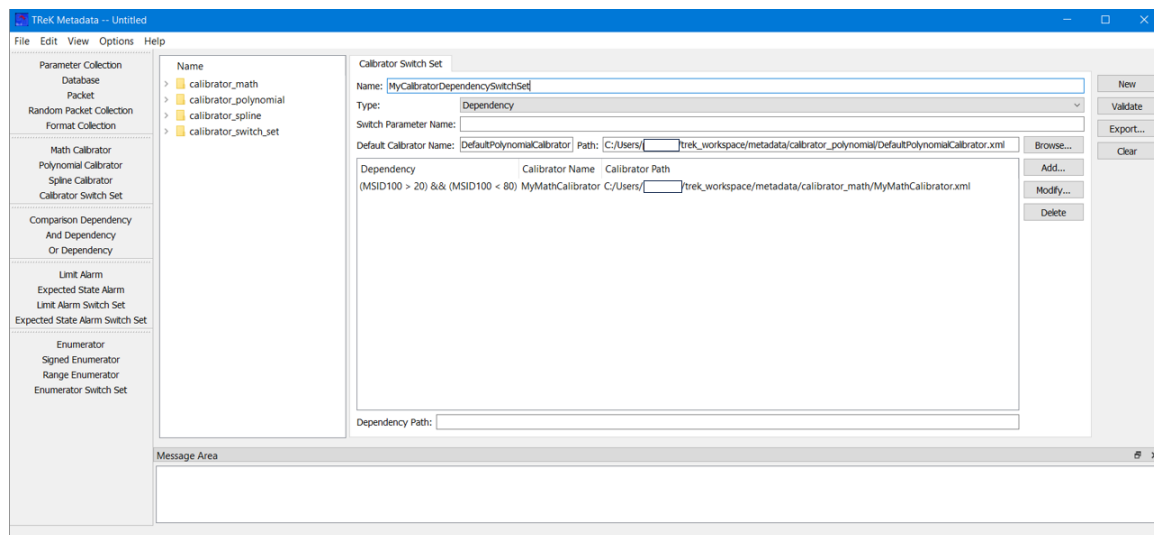 TReK Metadata -- Untitled
File Edit View Options Help
Parameter Collection
Database
Packet
Random Packet Collection
Format Collection
Math Calibrator
Polynomial Calibrator
Spline Calibrator
Calibrator Switch Set
Comparison Dependency
And Dependency
Or Dependency
Limit Alarm
Expected State Alarm
Limit Alarm Switch Set
Expected State Alarm Switch Set
Enumerator
Signed Enumerator
Range Enumerator
Enumerator Switch Set
Name
calibrator_math
calibrator_polynomial
calibrator_spline
calibrator_switch_set
Calibrator Switch Set
Name: MyCalibratorDependencySwitchSet
Type: Dependency
Switch Parameter Name:
Default Calibrator Name: DefaultPolynomialCalibrator Path: C:/Users/ /trek_workspace/metadata/calibrator_polynomial/DefaultPolynomialCalibrator.xml Browse...
Dependency Calibrator Name Calibrator Path
(MSID100 > 20) && (MSID100 < 80) MyMathCalibrator C:/Users/ /trek_workspace/metadata/calibrator_math/MyMathCalibrator.xml
Add...
Modify...
Delete
Dependency Path:
New
Validate
Export...
Clear
Message Area